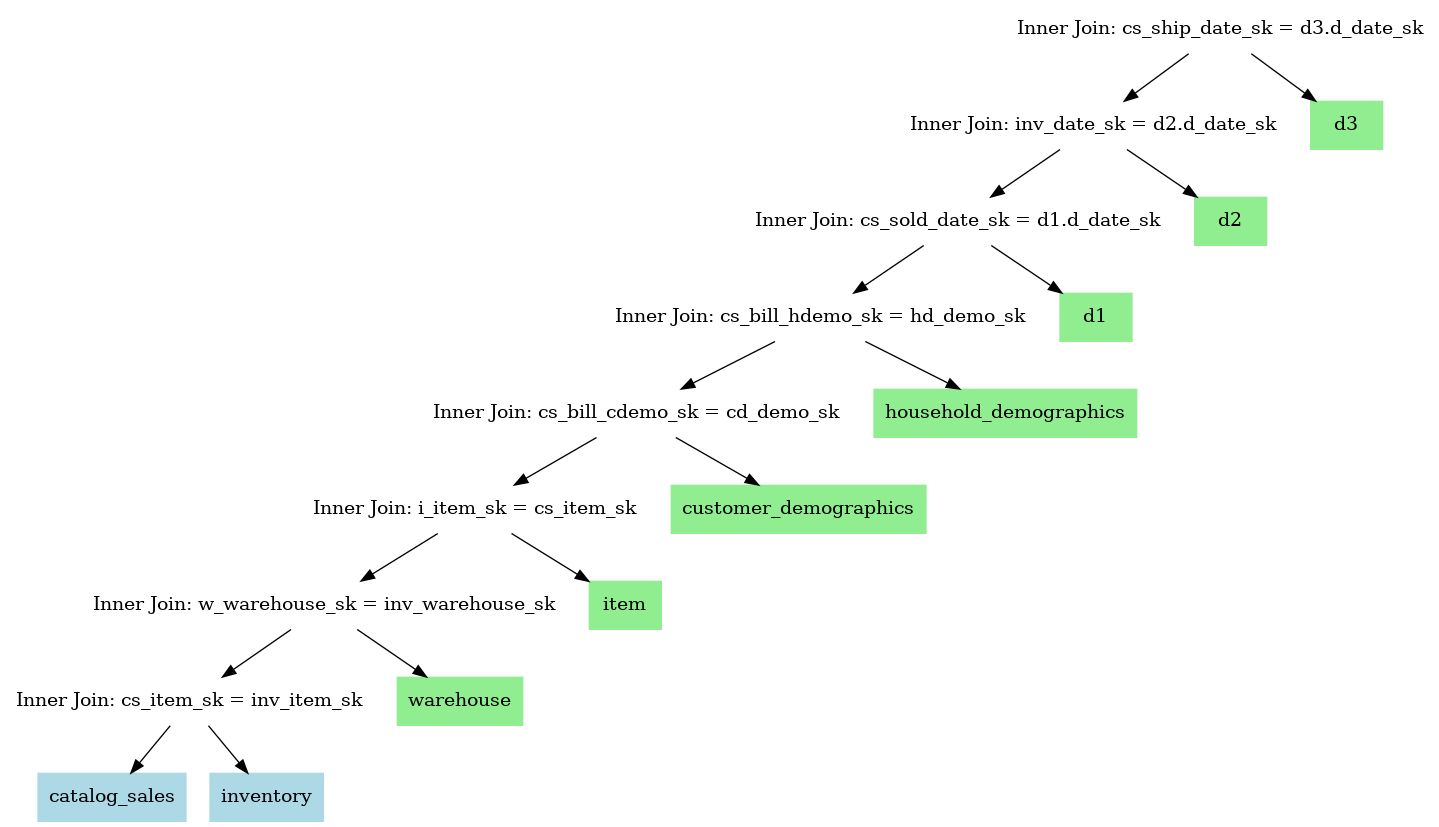 Inner Join: cs_ship_date_sk = d3.d_date_sk
Inner Join: inv_date_sk = d2.d_date_sk
d3
Inner Join: cs_sold_date_sk = d1.d_date_sk
d2
Inner Join: cs_bill_hdemo_sk = hd_demo_sk
d1
Inner Join: cs_bill_cdemo_sk = cd_demo_sk
household_demographics
Inner Join: i_item_sk = cs_item_sk
customer_demographics
Inner Join: w_warehouse_sk = inv_warehouse_sk
item
Inner Join: cs_item_sk = inv_item_sk
warehouse
catalog_sales
inventory